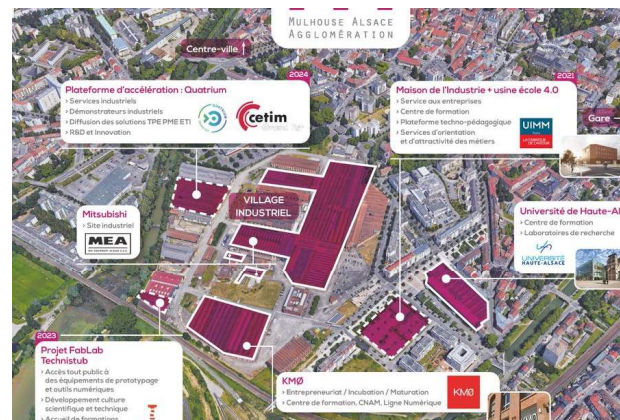 MULHOUSE ALSACE
AGGLOMÉRATION
Centre-ville ↑
2024
Plateforme d'accélération : Quatrium
› Services industriels
› Démonstrateurs industriels
› Diffusion des solutions TPE PME ETI
› R&D et Innovation
cetim
2021
Maison de l'Industrie + usine école 4.0
› Service aux entreprises
› Centre de formation
› Plateforme techno-pédagogique
› Services d'orientation
et d'attractivité des métiers
UIMM
Gare
VILLAGE
INDUSTRIEL
Mitsubishi
› Site industriel
MEA
Université de Haute-Al
› Centre de formation
› Laboratoires de recherche
UNIVERSITÉ
HAUTE-ALSACE
2023
Projet FabLab
Technistub
› Accès tout public à
des équipements de prototypage
et outils numériques
› Développement culture
scientifique et technique
› Accueil de formations
KMØ
› Entrepreneuriat / Incubation / Maturation
› Centre de formation, CNAM, Ligne Numérique
KMØ